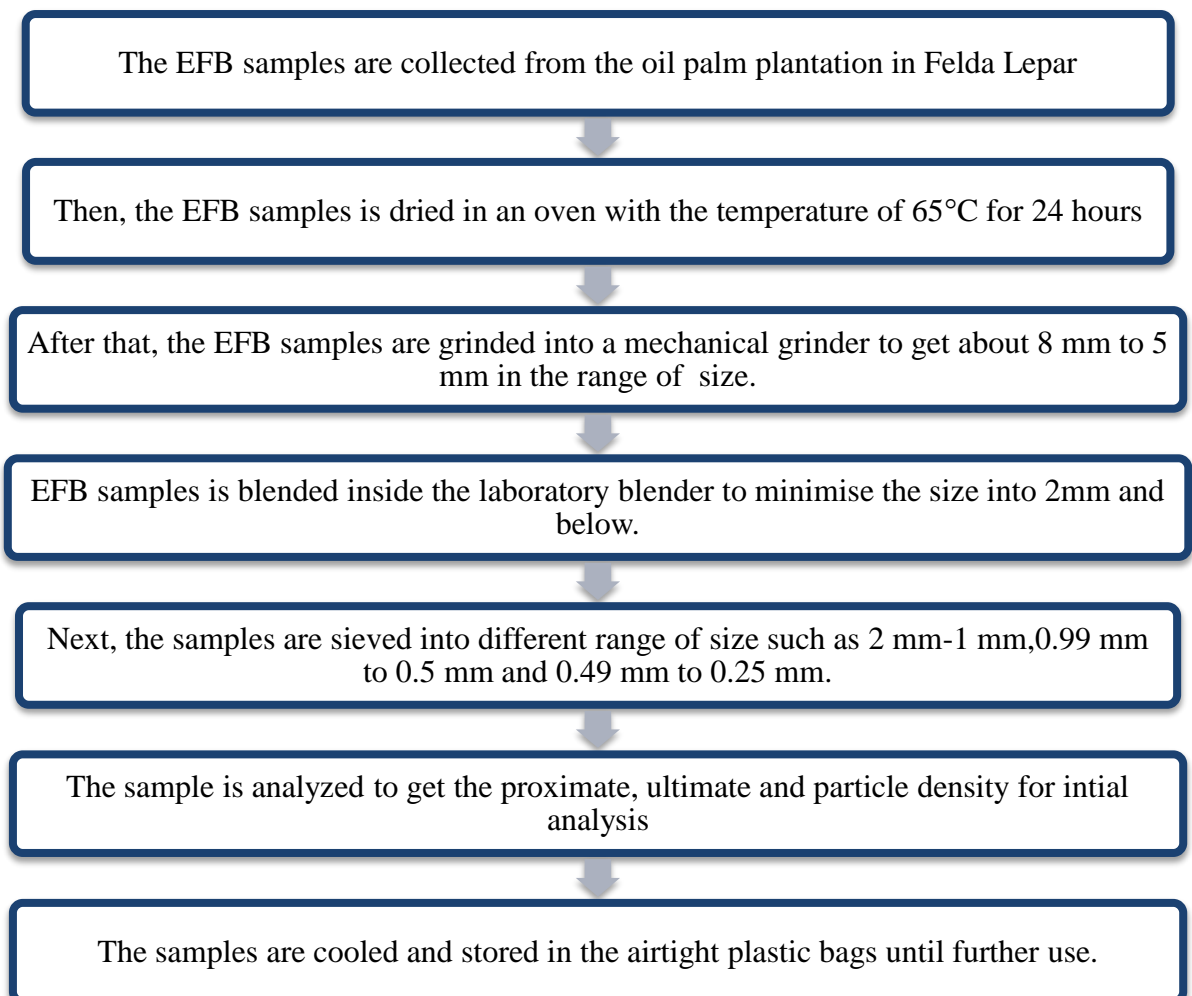 The EFB samples are collected from the oil palm plantation in Felda Lepar
Then, the EFB samples is dried in an oven with the temperature of 65°C for 24 hours
After that, the EFB samples are grinded into a mechanical grinder to get about 8 mm to 5
mm in the range of size.
EFB samples is blended inside the laboratory blender to minimise the size into 2mm and
below.
Next, the samples are sieved into different range of size such as 2 mm-1 mm,0.99 mm
to 0.5 mm and 0.49 mm to 0.25 mm.
The sample is analyzed to get the proximate, ultimate and particle density for intial
analysis
The samples are cooled and stored in the airtight plastic bags until further use.